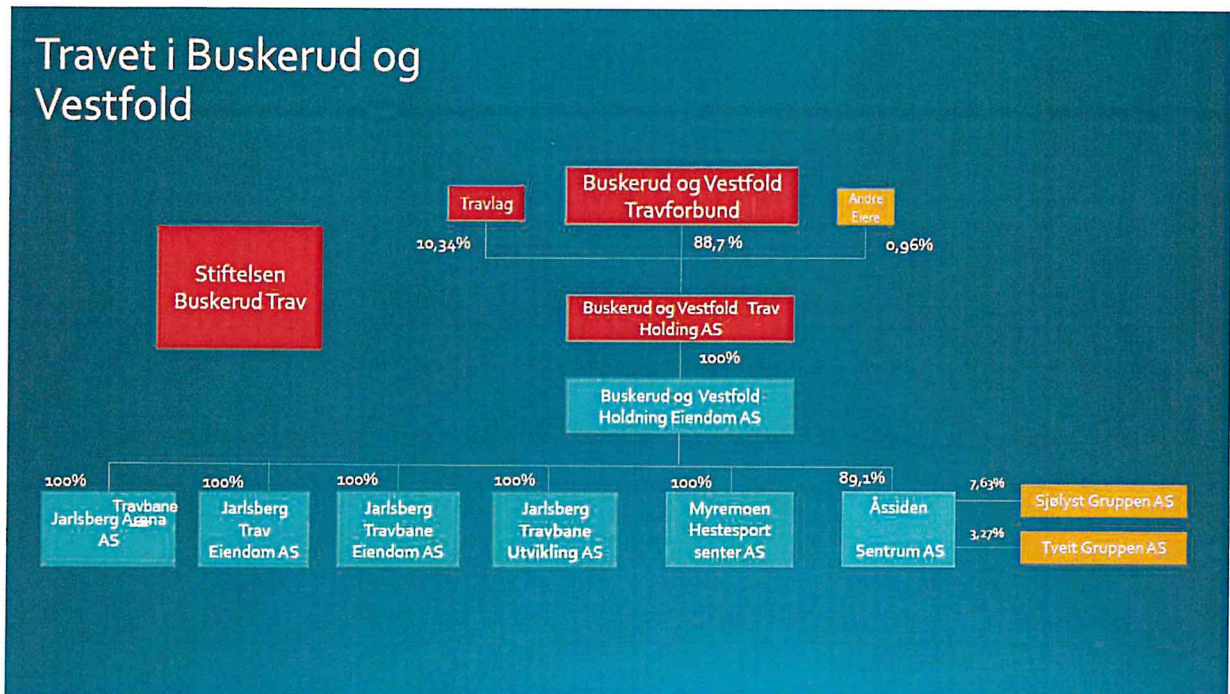 Travet i Buskerud og
Vestfold
Travlag
Buskerud og Vestfold
Travforbund
Andre
Eiere
10,34%
88,7 %
0,96%
Stiftelsen
Buskerud Trav
Buskerud og Vestfold Trav
Holding AS
100%
Buskerud og Vestfold
Holdning Eiendom AS
100%
Travbane
Jarlsberg Arena
AS
100%
Jarlsberg
Trav
Eiendom AS
100%
Jarlsberg
Travbane
Eiendom AS
100%
Jarlsberg
Travbane
Utvikling AS
100%
Myremoen
Hestesport
senter AS
89,1%
Åssiden
Sentrum AS
7,63%
Sjølyst Gruppen AS
3,27%
Tveit Gruppen AS